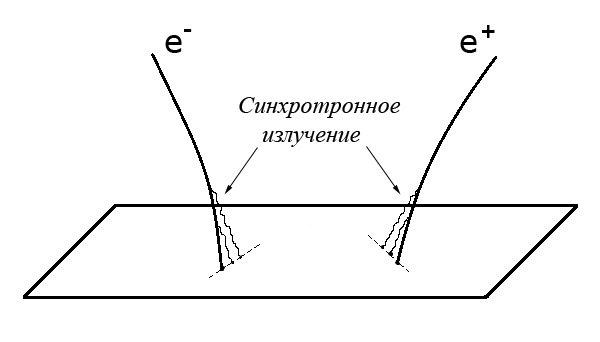 e- e+
Синхротронное
излучение